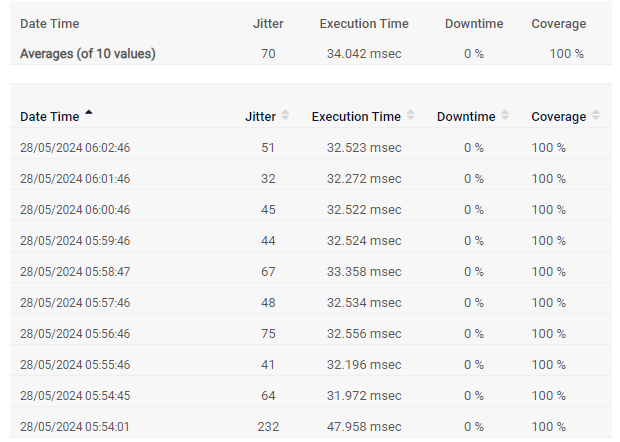 Date Time Jitter Execution Time Downtime Coverage
Averages (of 10 values) 70 34.042 msec 0 % 100 %
Date Time Jitter Execution Time Downtime Coverage
28/05/2024 06:02:46 51 32.523 msec 0 % 100 %
28/05/2024 06:01:46 32 32.272 msec 0 % 100 %
28/05/2024 06:00:46 45 32.522 msec 0 % 100 %
28/05/2024 05:59:46 44 32.524 msec 0 % 100 %
28/05/2024 05:58:47 67 33.358 msec 0 % 100 %
28/05/2024 05:57:46 48 32.534 msec 0 % 100 %
28/05/2024 05:56:46 75 32.556 msec 0 % 100 %
28/05/2024 05:55:46 41 32.196 msec 0 % 100 %
28/05/2024 05:54:45 64 31.972 msec 0 % 100 %
28/05/2024 05:54:01 232 47.958 msec 0 % 100 %